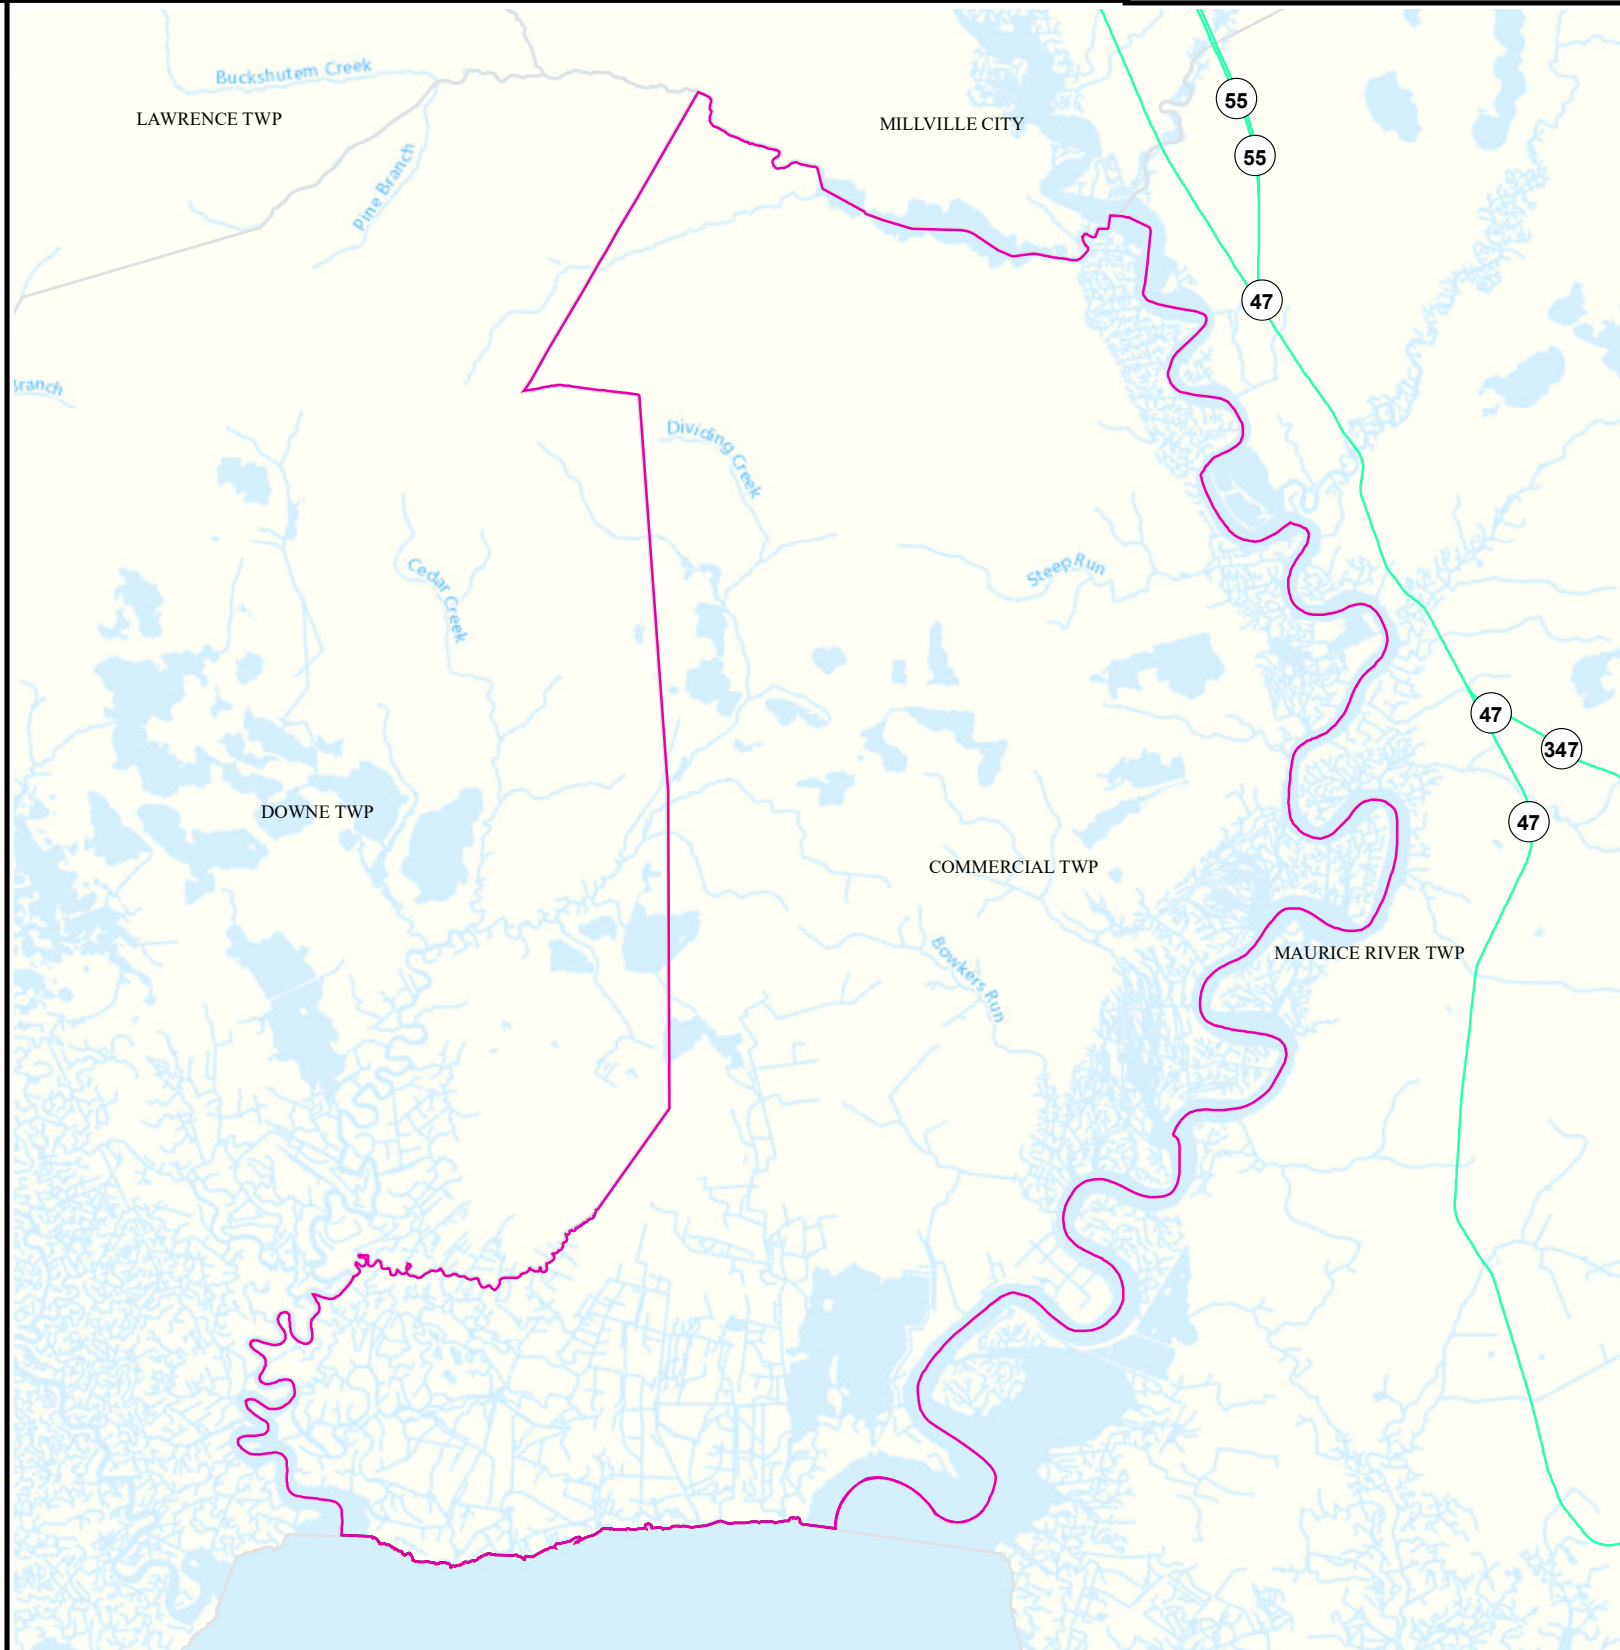 Buckshutem Creek
LAWRENCE TWP
MILLVILLE CITY
55
55
Pine Branch
47
Branch
Dividing Creek
Cedar Creek
Steep Run
47
347
DOWNE TWP
47
COMMERCIAL TWP
Bowkers Run
MAURICE RIVER TWP